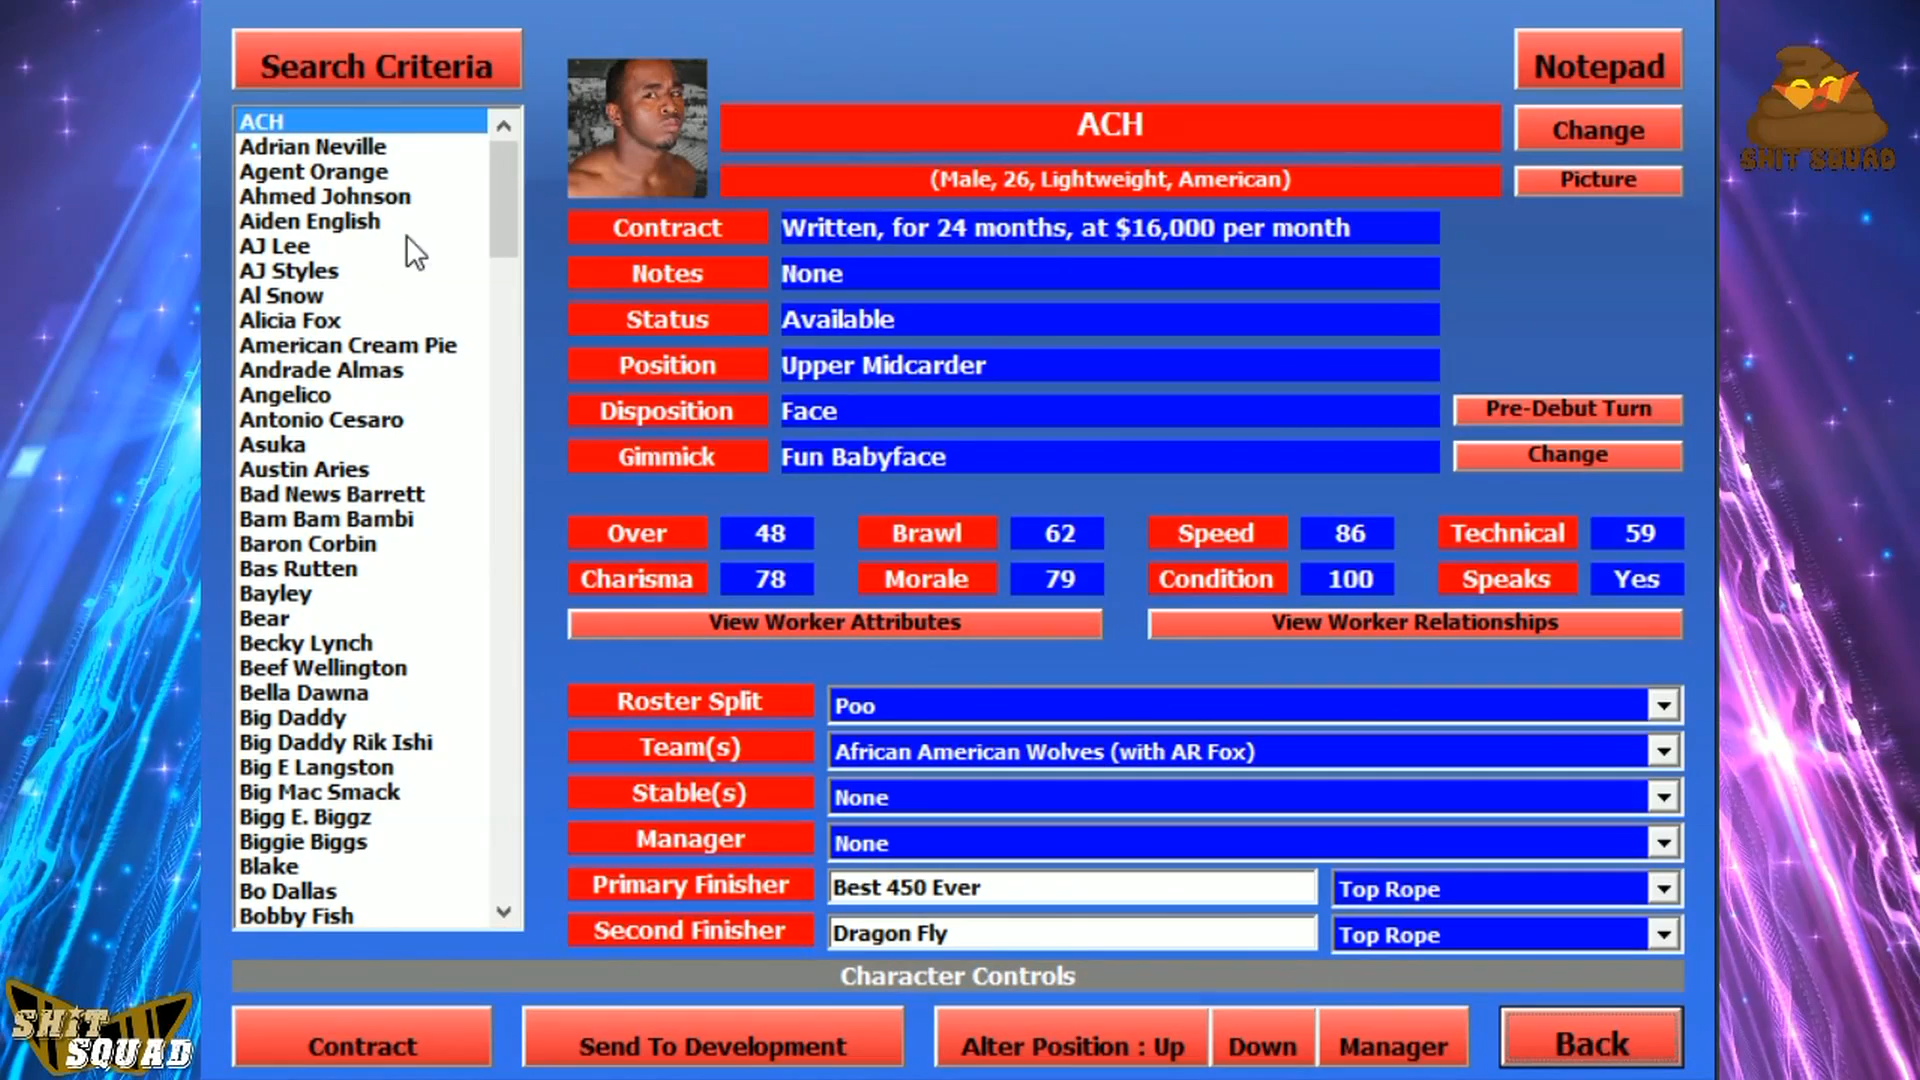 Search Criteria
ACH
Adrian Neville
Agent Orange
Ahmed Johnson
Aiden English
AJ Lee
AJ Styles
Al Snow
Alicia Fox
American Cream Pie
Andrade Almas
Angelico
Antonio Cesaro
Asuka
Austin Aries
Bad News Barrett
Bam Bam Bambi
Baron Corbin
Bas Rutten
Bayley
Bear
Becky Lynch
Beef Wellington
Bella Dawna
Big Daddy
Big Daddy Rik Ishi
Big E Langston
Big Mac Smack
Bigg E. Biggz
Biggie Biggs
Blake
Bo Dallas
Bobby Fish
ACH
(Male, 26, Lightweight, American)
Notepad
Change
Picture
SHIT SQUAD
Contract Written, for 24 months, at $16,000 per month
Notes None
Status Available
Position Upper Midcarder
Disposition Face Pre-Debut Turn
Gimmick Fun Babyface Change
Over 48 Brawl 62 Speed 86 Technical 59
Charisma 78 Morale 79 Condition 100 Speaks Yes
View Worker Attributes View Worker Relationships
Roster Split Poo
Team(s) African American Wolves (with AR Fox)
Stable(s) None
Manager None
Primary Finisher Best 450 Ever Top Rope
Second Finisher Dragon Fly Top Rope
Character Controls
Contract Send To Development Alter Position : Up Down Manager Back
SHIT
SQUAD